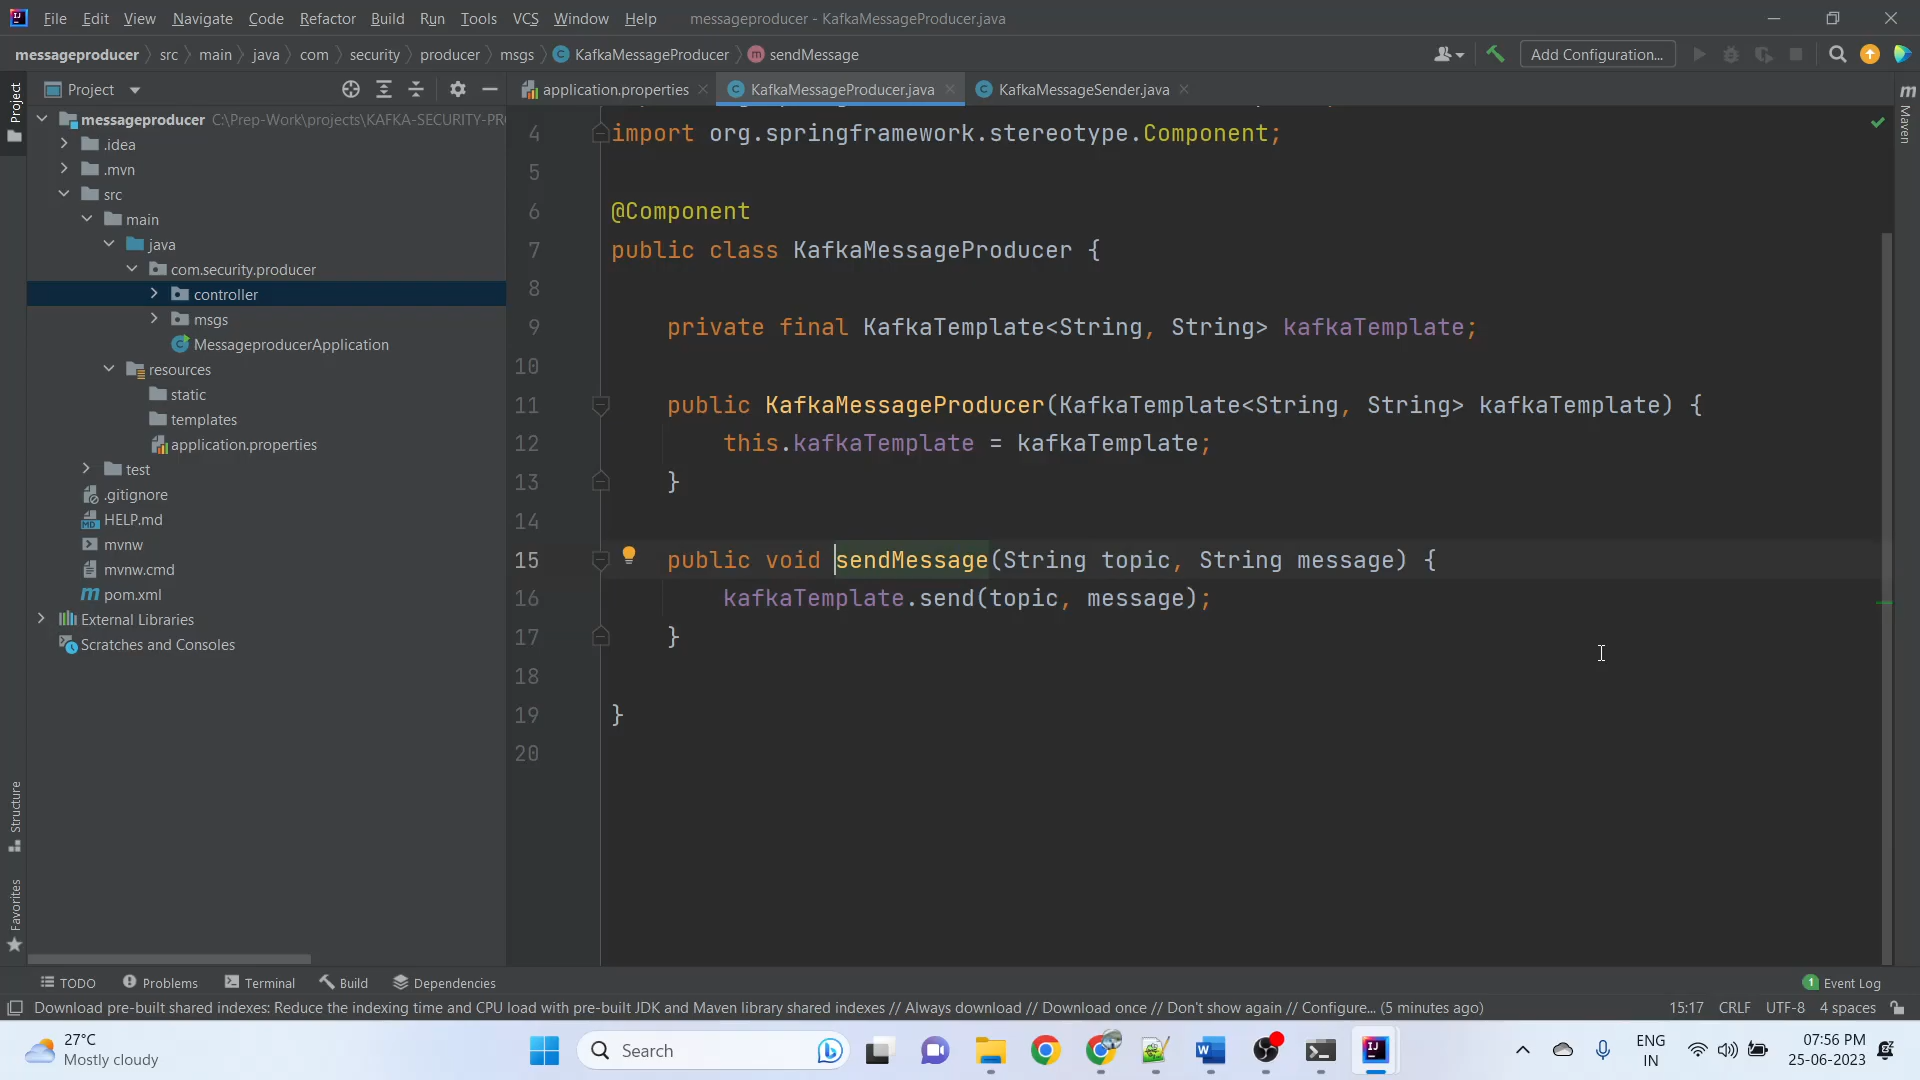 File Edit View Navigate Code Refactor Build Run Tools VCS Window Help messageproducer - KafkaMessageProducer.java
messageproducer src main java com security producer msgs KafkaMessageProducer sendMessage Add Configuration...
Project application.properties KafkaMessageProducer.java KafkaMessageSender.java
Project
Maven
messageproducer C:\Prep-Work\projects\KAFKA-SECURITY-PR
.idea
.mvn
src
main
java
com.security.producer
controller
msgs
MessageproducerApplication
resources
static
templates
application.properties
test
.gitignore
HELP.md
mvnw
mvnw.cmd
pom.xml
External Libraries
Scratches and Consoles
Structure
Favorites
4 import org.springframework.stereotype.Component;
5
6 @Component
7 public class KafkaMessageProducer {
8
9 private final KafkaTemplate<String, String> kafkaTemplate;
10
11 public KafkaMessageProducer(KafkaTemplate<String, String> kafkaTemplate) {
12 this.kafkaTemplate = kafkaTemplate;
13 }
14
15 public void sendMessage(String topic, String message) {
16 kafkaTemplate.send(topic, message);
17 }
18
19 }
20
TODO Problems Terminal Build Dependencies 1 Event Log
Download pre-built shared indexes: Reduce the indexing time and CPU load with pre-built JDK and Maven library shared indexes // Always download // Download once // Don't show again // Configure... (5 minutes ago) 15:17 CRLF UTF-8 4 spaces
27°C
Mostly cloudy
Search
ENG
IN
07:56 PM
25-06-2023